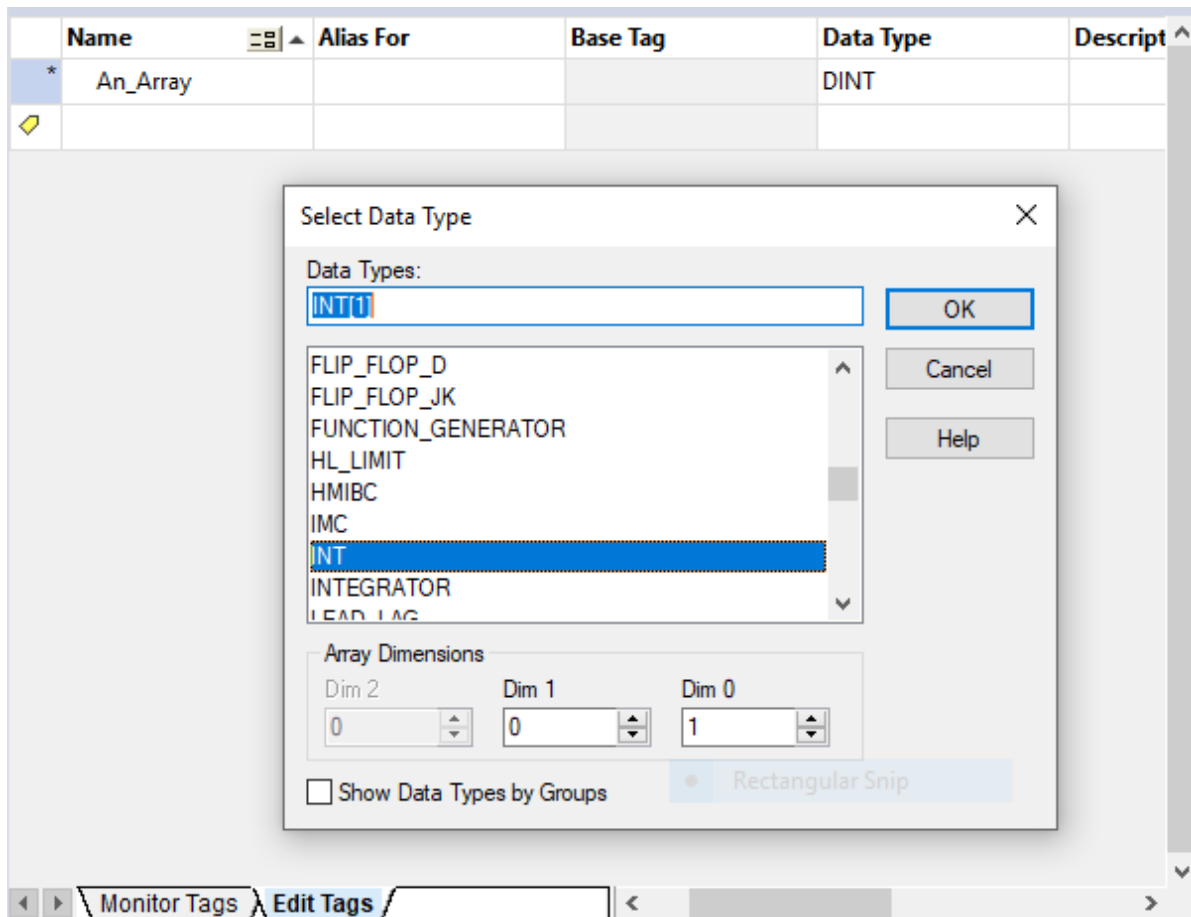 Name Alias For Base Tag Data Type Descript
* An_Array DINT
Select Data Type
Data Types:
INT[1]
OK
FLIP_FLOP_D
Cancel
FLIP_FLOP_JK
FUNCTION_GENERATOR
Help
HL_LIMIT
HMIBC
IMC
INT
INTEGRATOR
LEAD_LAG
Array Dimensions
Dim 2 Dim 1 Dim 0
0 0 1
Rectangular Snip
Show Data Types by Groups
Monitor Tags Edit Tags